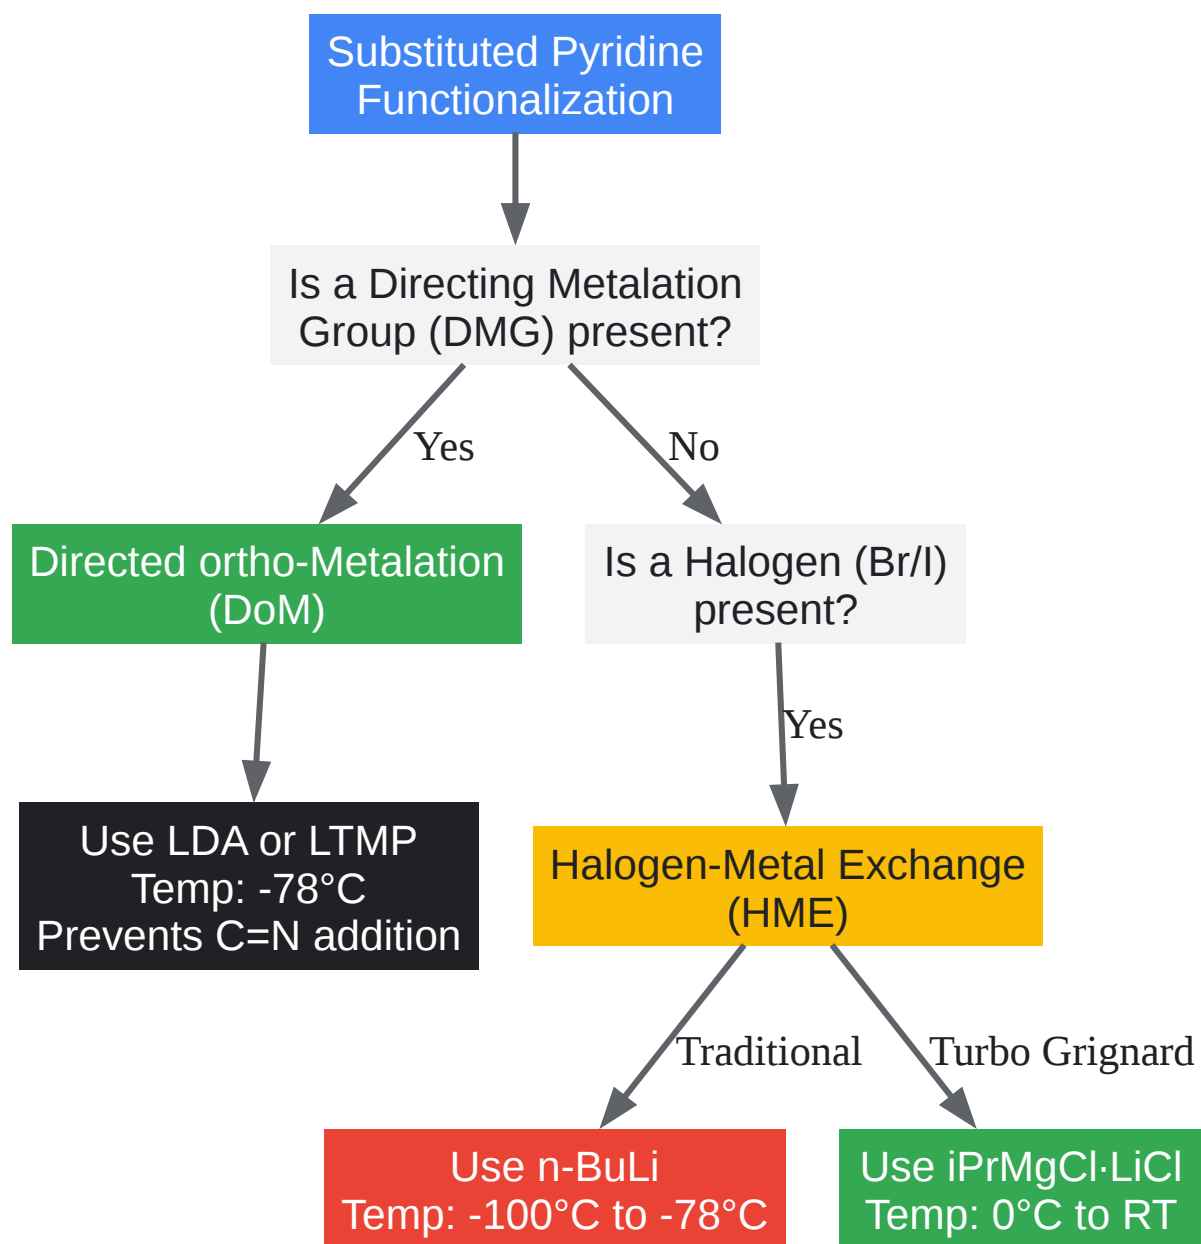 Substituted Pyridine
Functionalization
Is a Directing Metalation
Group (DMG) present?
Yes
No
Directed ortho-Metalation
(DoM)
Is a Halogen (Br/I)
present?
Yes
Use LDA or LTMP
Temp: -78°C
Prevents C=N addition
Halogen-Metal Exchange
(HME)
Traditional
Turbo Grignard
Use n-BuLi
Temp: -100°C to -78°C
Use iPrMgCl·LiCl
Temp: 0°C to RT